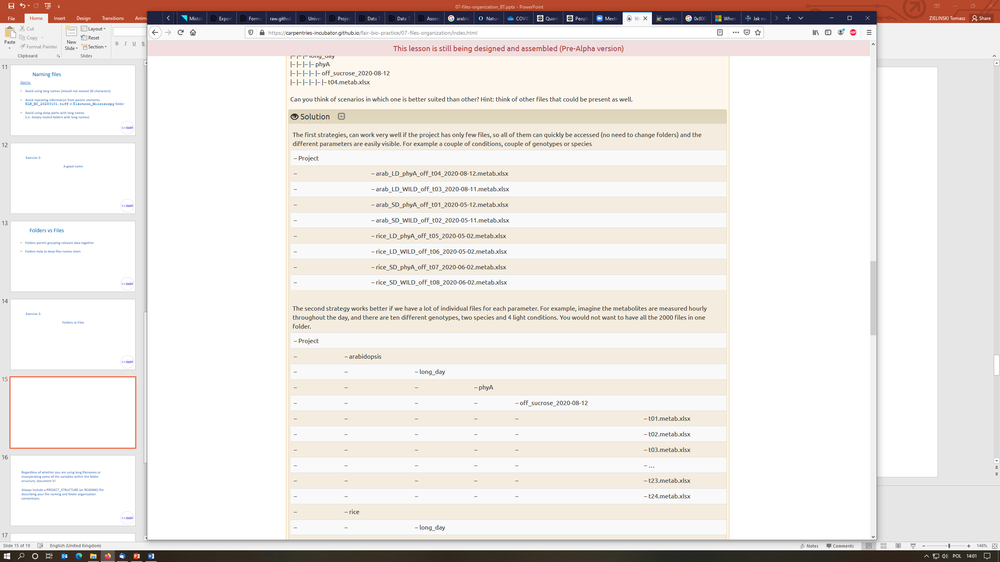 07-files-organization_BT.pptx - PowerPoint
File Home Insert Design Transitions ZIELINSKI Tomasz Share
Mistak Export Forma raw.github Univer Project Data T Data T Assess arabid Natura COVID Quant People Meetin Wo workin 0x8007 When Jak na
https://carpentries-incubator.github.io/fair-bio-practice/07-files-organization/index.html
Paste
Cut
Copy
Format Painter
Clipboard
New Slide
Layout
Reset
Section
Slides
B I U S
This lesson is still being designed and assembled (Pre-Alpha version)
|– |– |– long_day
|– |– |– |– phyA
|– |– |– |– |– off_sucrose_2020-08-12
|– |– |– |– |– |– t04.metab.xlsx
Can you think of scenarios in which one is better suited than other? Hint: think of other files that could be present as well.
Solution
The first strategies, can work very well if the project has only few files, so all of them can quickly be accessed (no need to change folders) and the
different parameters are easily visible. For example a couple of conditions, couple of genotypes or species
– Project
– – arab_LD_phyA_off_t04_2020-08-12.metab.xlsx
– – arab_LD_WILD_off_t03_2020-08-11.metab.xlsx
– – arab_SD_phyA_off_t01_2020-05-12.metab.xlsx
– – arab_SD_WILD_off_t02_2020-05-11.metab.xlsx
– – rice_LD_phyA_off_t05_2020-05-02.metab.xlsx
– – rice_LD_WILD_off_t06_2020-05-02.metab.xlsx
– – rice_SD_phyA_off_t07_2020-06-02.metab.xlsx
– – rice_SD_WILD_off_t08_2020-06-02.metab.xlsx
The second strategy works better if we have a lot of individual files for each parameter. For example, imagine the metabolites are measured hourly
throughout the day, and there are ten different genotypes, two species and 4 light conditions. You would not want to have all the 2000 files in one
folder.
– Project
– – arabidopsis
– – – long_day
– – – – phyA
– – – – – off_sucrose_2020-08-12
– – – – – – t01.metab.xlsx
– – – – – – t02.metab.xlsx
– – – – – – t03.metab.xlsx
– – – – – – …
– – – – – – t23.metab.xlsx
– – – – – – t24.metab.xlsx
– – rice
– – – long_day
11
Naming files
Don'ts:
• Avoid using long names (should not exceed 30 characters)
• Avoid repeating information from parent elements
ELN_MI_20200101.tiff in Electron_Microscopy folder
• Avoid using deep paths with long names
(i.e. deeply nested folders with long names)
Ed-DaSH
12
Exercise 2:
A good name
Ed-DaSH
13
Folders vs Files
• Folders permit grouping relevant data together
• Folders help to keep files names short
Ed-DaSH
14
Exercise 3:
Folders vs Files
Ed-DaSH
15
16
Regardless of whether you are using long filenames or
incorporating some of the variables within the folder
structure, document it!
Always include a PROJECT_STRUCTURE (or README) file
describing your file naming and folder organisation
conventions.
Ed-DaSH
17
Slide 15 of 19 English (United Kingdom) Notes Comments 146%
POL 14:01